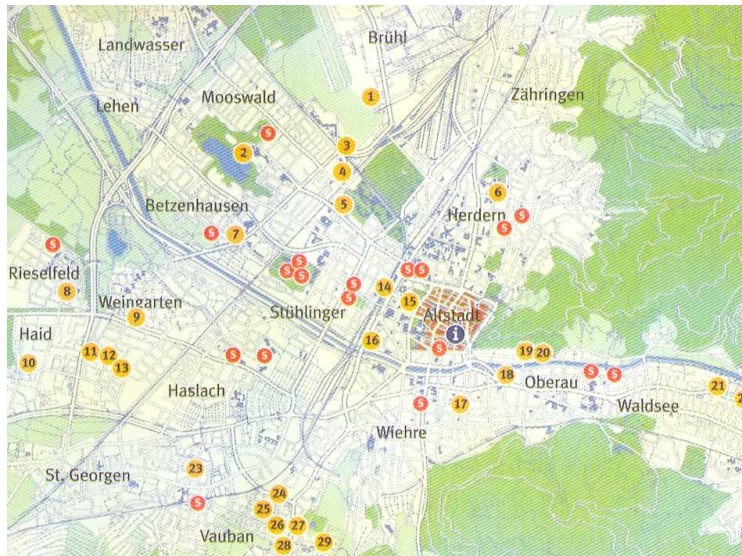 Brühl
Landwasser
Zähringen
Mooswald
Lehen
1
S
2
3
4
6
Betzenhausen
5
Herdern
S
S
S
7
S
Rieselfeld
S
S
S
S
S
8
S
14
Weingarten
S
15
9
Stühlinger
Altstadt
i
Haid
16
S
11
12
S
S
19
20
10
13
18
S
S
Oberau
21
Haslach
S
17
Waldsee
Wiehre
23
St. Georgen
24
S
25
26
27
Vauban
28
29